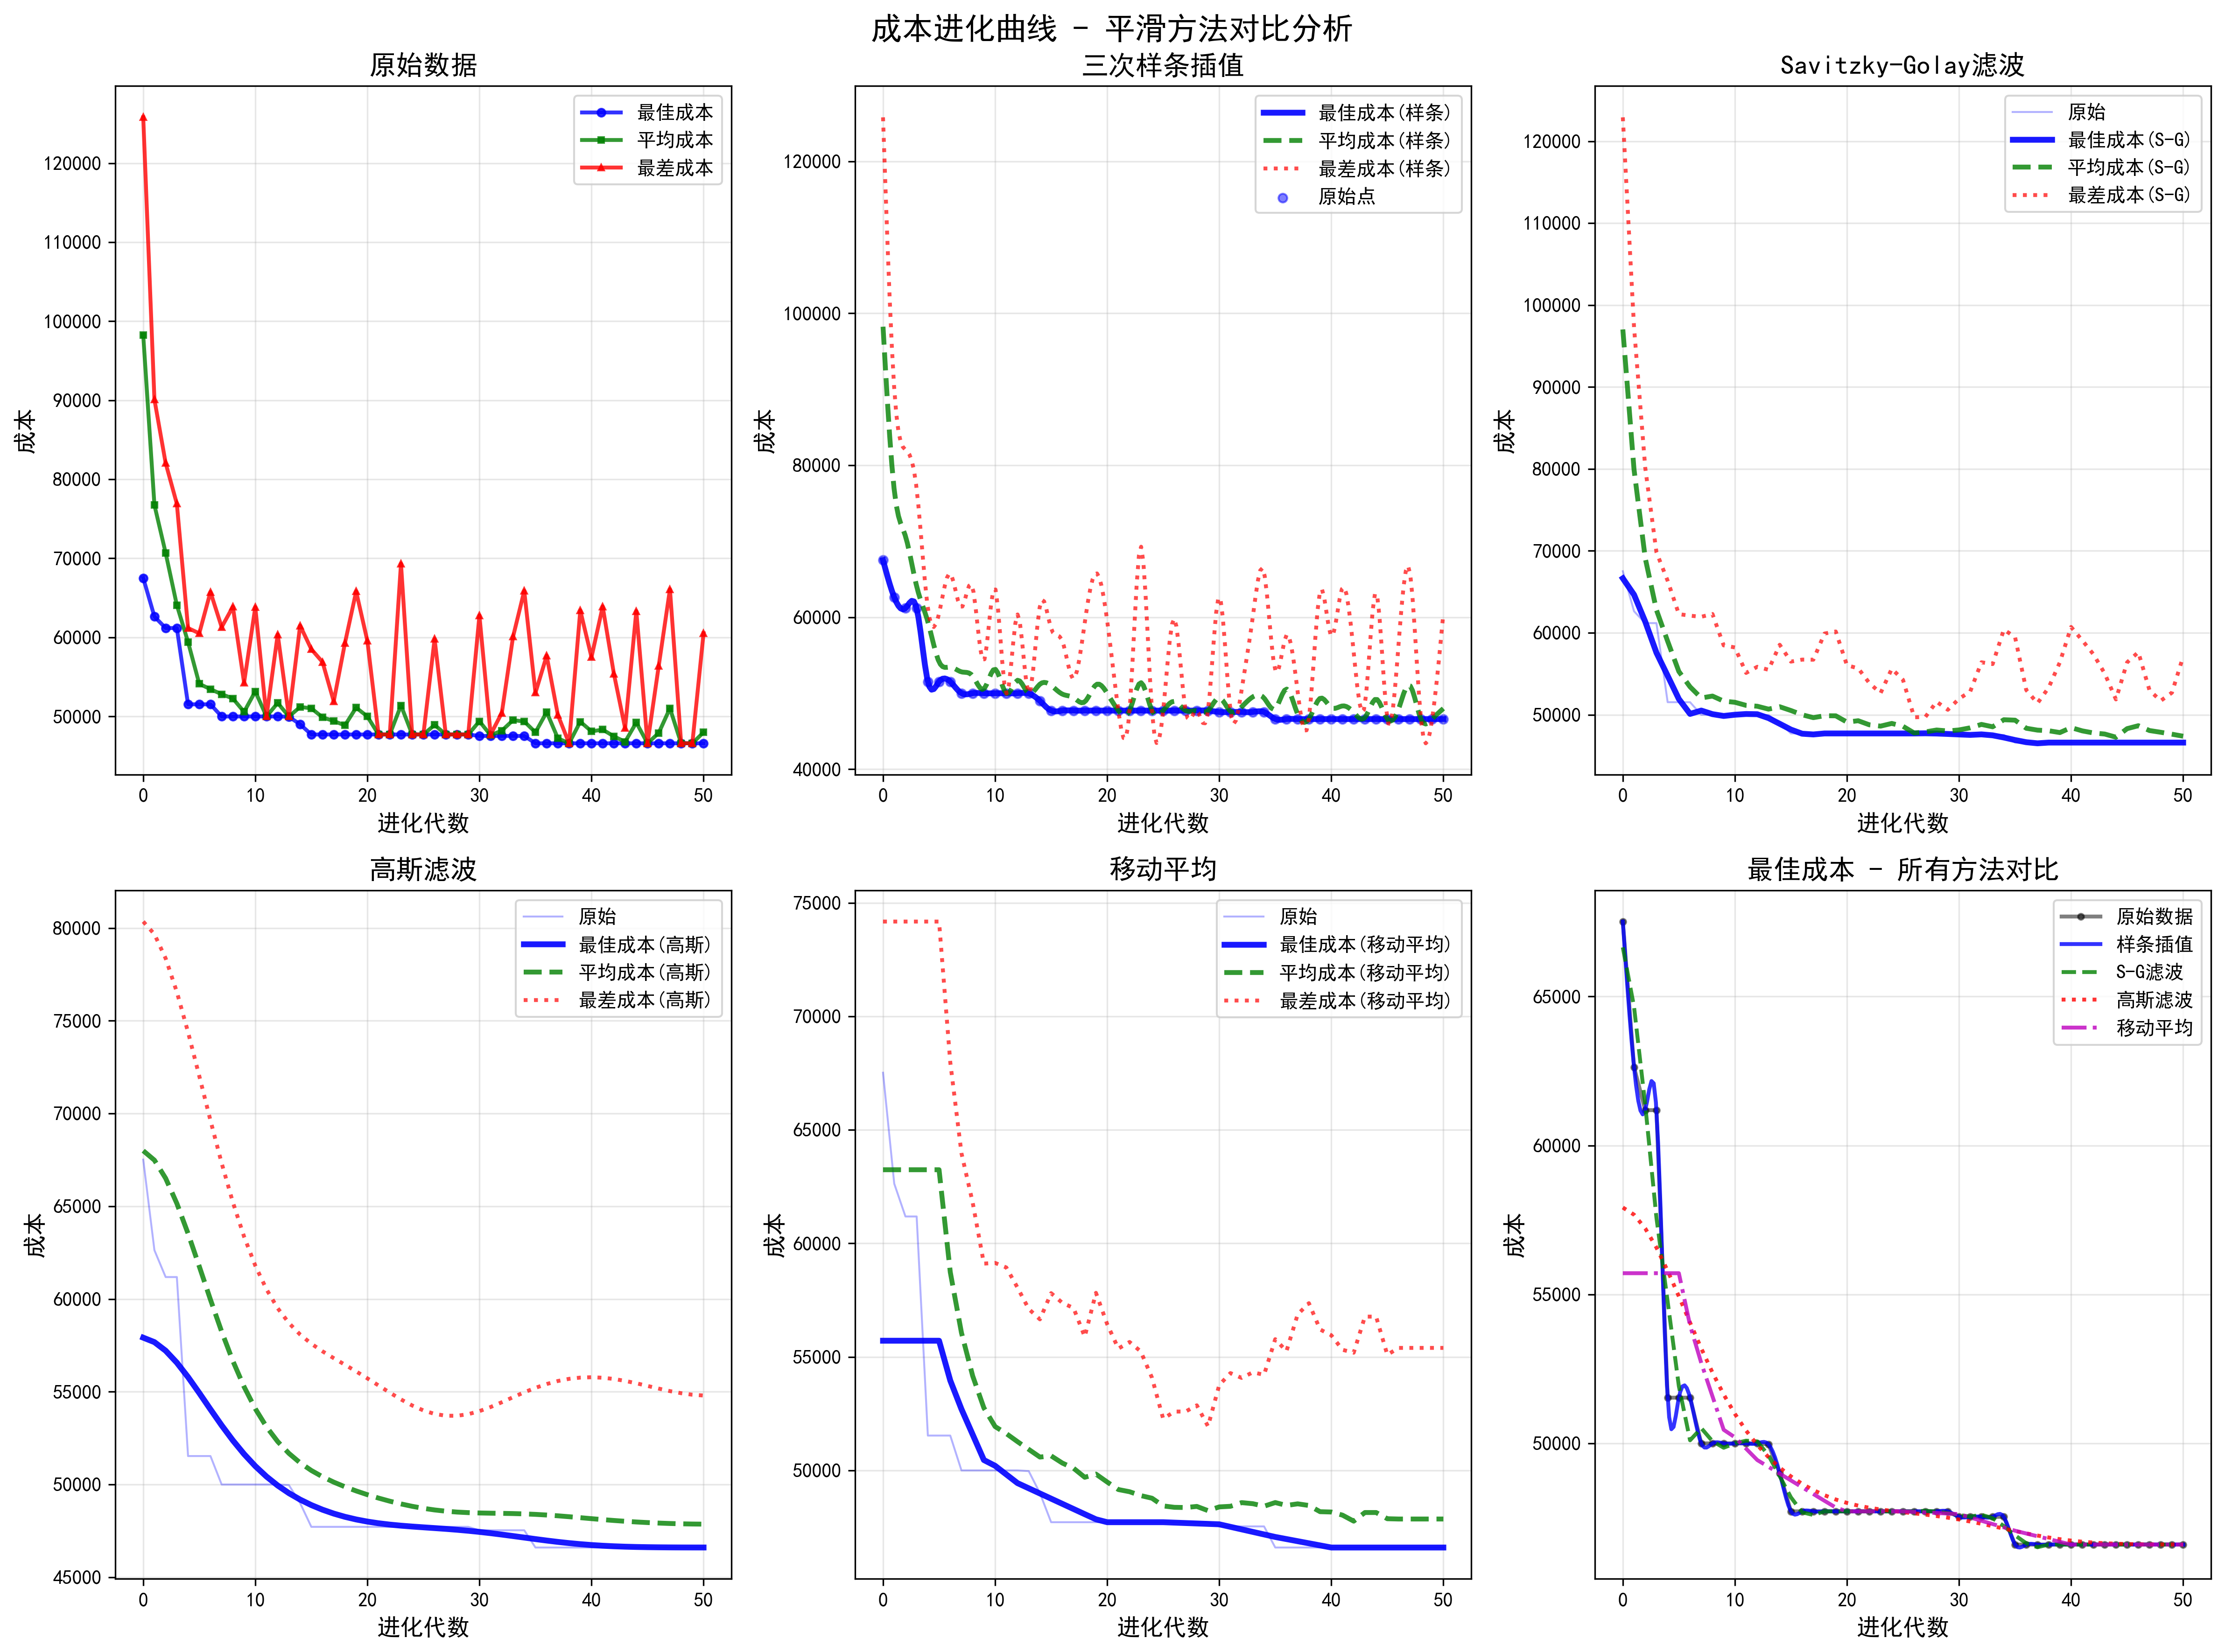 成本进化曲线 - 平滑方法对比分析
原始数据
最佳成本
平均成本
最差成本
120000
110000
100000
90000
80000
70000
60000
50000
成本
0 10 20 30 40 50
进化代数
三次样条插值
最佳成本(样条)
平均成本(样条)
最差成本(样条)
原始点
120000
100000
80000
60000
40000
成本
0 10 20 30 40 50
进化代数
Savitzky-Golay滤波
原始
最佳成本(S-G)
平均成本(S-G)
最差成本(S-G)
120000
110000
100000
90000
80000
70000
60000
50000
成本
0 10 20 30 40 50
进化代数
高斯滤波
原始
最佳成本(高斯)
平均成本(高斯)
最差成本(高斯)
80000
75000
70000
65000
60000
55000
50000
45000
成本
0 10 20 30 40 50
进化代数
移动平均
原始
最佳成本(移动平均)
平均成本(移动平均)
最差成本(移动平均)
75000
70000
65000
60000
55000
50000
成本
0 10 20 30 40 50
进化代数
最佳成本 - 所有方法对比
原始数据
样条插值
S-G滤波
高斯滤波
移动平均
65000
60000
55000
50000
成本
0 10 20 30 40 50
进化代数